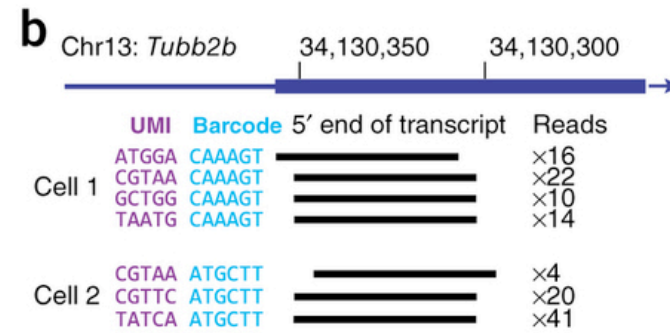 b
Chr13: Tubb2b 34,130,350 34,130,300
UMI Barcode 5′ end of transcript Reads
ATGGA CAAAGT ×16
CGTAA CAAAGT ×22
Cell 1
GCTGG CAAAGT ×10
TAATG CAAAGT ×14
CGTAA ATGCTT ×4
Cell 2 CGTTC ATGCTT ×20
TATCA ATGCTT ×41